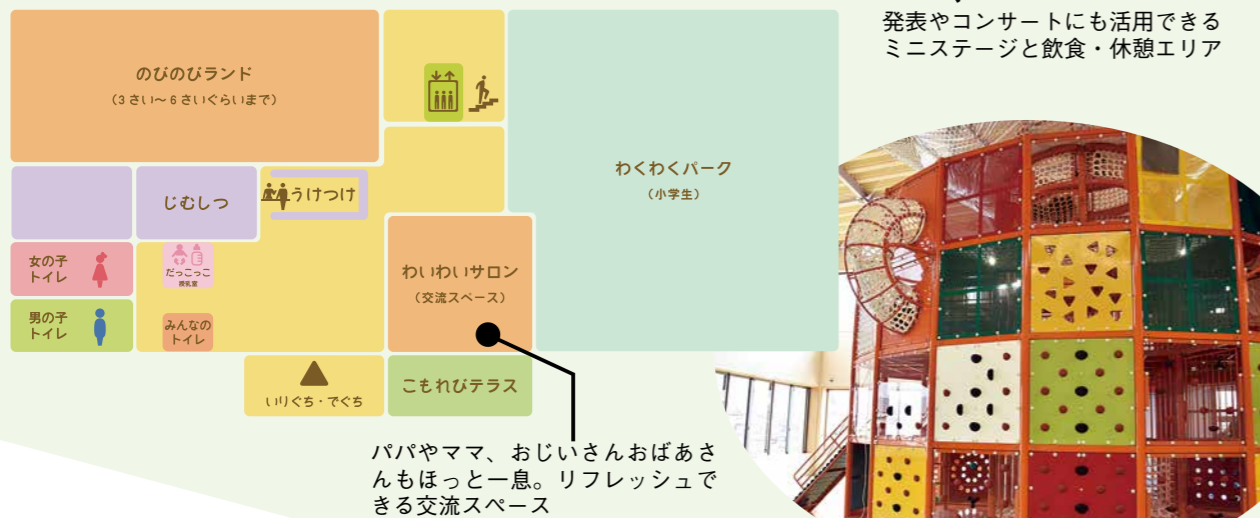 発表やコンサートにも活用できる
ミニステージと飲食・休憩エリア
のびのびランド
（3さい〜6さいぐらいまで）
わくわくパーク
（小学生）
じむしつ
うけつけ
女の子
トイレ
だっこっこ
授乳室
わいわいサロン
（交流スペース）
男の子
トイレ
みんなの
トイレ
いりぐち・でぐち
こもれびテラス
パパやママ、おじいさんおばあさ
んもほっと一息。リフレッシュで
きる交流スペース